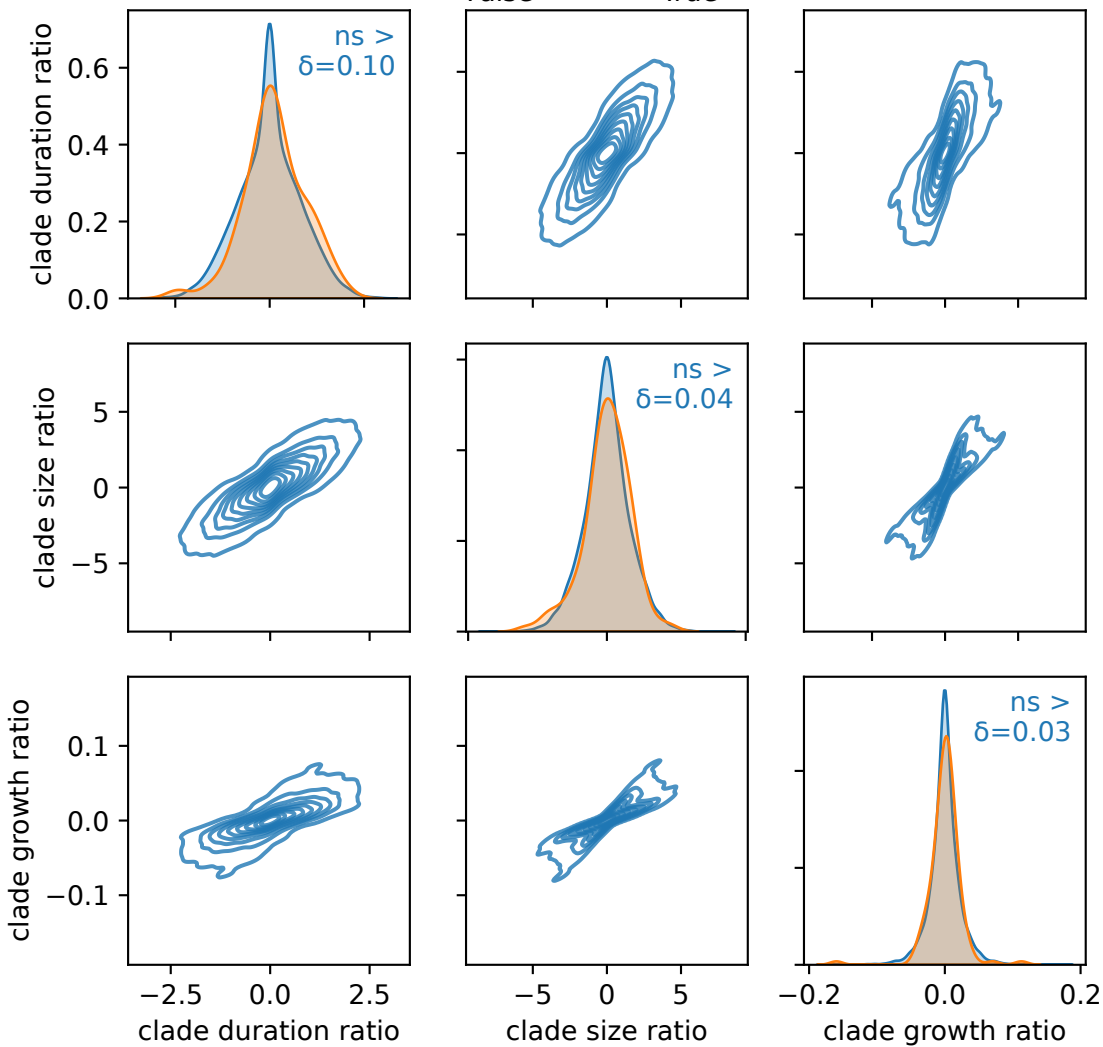 clade duration ratio
0.6
0.4
0.2
0.0
ns >
δ=0.10
clade size ratio
5
0
−5
ns >
δ=0.04
clade growth ratio
0.1
0.0
−0.1
ns >
δ=0.03
−2.5 0.0 2.5
−5 0 5
−0.2 0.0 0.2
clade duration ratio
clade size ratio
clade growth ratio